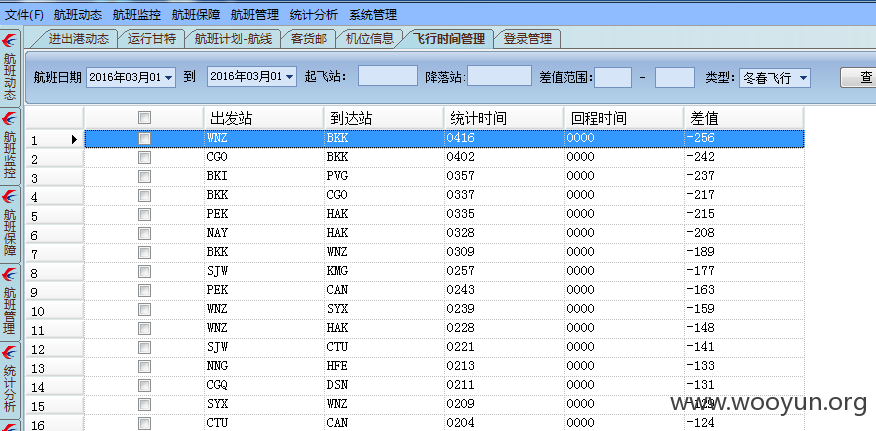 文件(F) 航班动态 航班监控 航班保障 航班管理 统计分析 系统管理
进出港动态 运行甘特 航班计划-航线 客货邮 机位信息 飞行时间管理 登录管理
航班日期 2016年03月01 到 2016年03月01 起飞站: 降落站: 差值范围: - 类型: 冬春飞行 查
航班动态
航班监控
航班保障
航班管理
统计分析
出发站 到达站 统计时间 回程时间 差值
1 WNZ BKK 0416 0000 -256
2 CGO BKK 0402 0000 -242
3 BKI PVG 0357 0000 -237
4 BKK CGO 0337 0000 -217
5 PEK HAK 0335 0000 -215
6 NAY HAK 0328 0000 -208
7 BKK WNZ 0309 0000 -189
8 SJW KMG 0257 0000 -177
9 PEK CAN 0243 0000 -163
10 WNZ SYX 0239 0000 -159
11 WNZ HAK 0228 0000 -148
12 SJW CTU 0221 0000 -141
13 NNG HFE 0213 0000 -133
14 CGQ DSN 0211 0000 -131
15 SYX WNZ 0209 0000 -129
16 CTU CAN 0204 0000 -124
www.wooyun.org